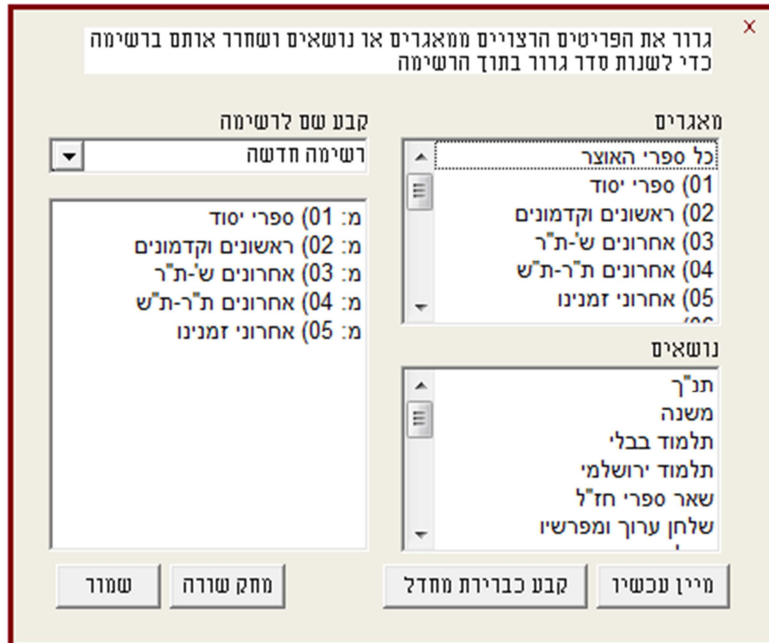 גרור את הפריטים הרצויים ממאגרים או נושאים ושחרר אותם ברשימה
כדי לשנות סדר גרור בתוך הרשימה
מאגרים
כל ספרי האוצר
01) ספרי יסוד
02) ראשונים וקדמונים
03) אחרונים ש'-ת"ר
04) אחרונים ת"ר-ת"ש
05) אחרוני זמנינו
נושאים
תנ"ך
משנה
תלמוד בבלי
תלמוד ירושלמי
שאר ספרי חז"ל
שלחן ערוך ומפרשיו
קבע שם לרשימה
רשימה חדשה
מ: 01) ספרי יסוד
מ: 02) ראשונים וקדמונים
מ: 03) אחרונים ש'-ת"ר
מ: 04) אחרונים ת"ר-ת"ש
מ: 05) אחרוני זמנינו
מיין עכשיו
קבע כברירת מחדל
מחק שורה
שמור